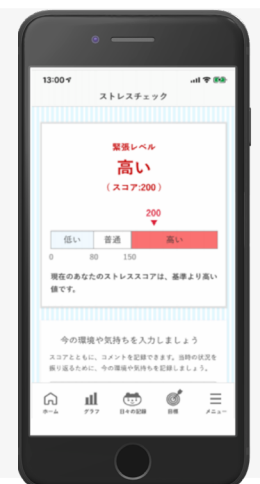 13:00
ストレスチェック
緊張レベル
高い
(スコア:200)
200
低い 普通 高い
0 80 150
現在のあなたのストレススコアは、基準より高い
値です。
今の環境や気持ちを入力しましょう
スコアとともに、コメントを記録できます。当時の状況を
振り返るために、今の環境や気持ちを記録しましょう。
ホーム グラフ 日々の記録 目標 メニュー